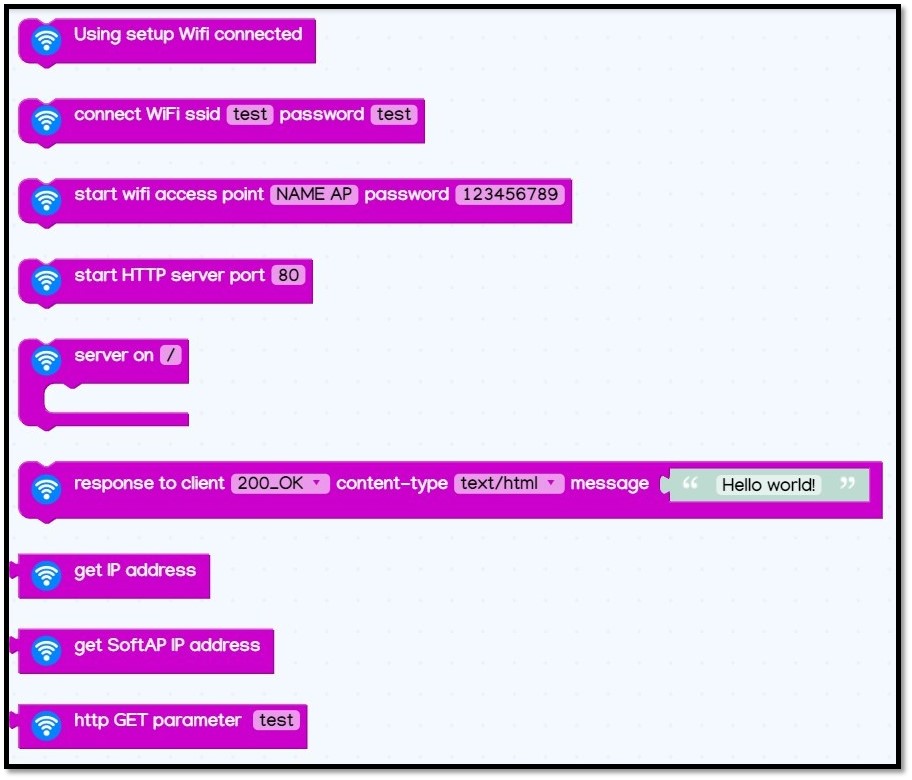 Using setup Wifi connected
connect WiFi ssid test password test
start wifi access point NAME AP password 123456789
start HTTP server port 80
server on /
response to client 200_OK content-type text/html message “ Hello world! ”
get IP address
get SoftAP IP address
http GET parameter test